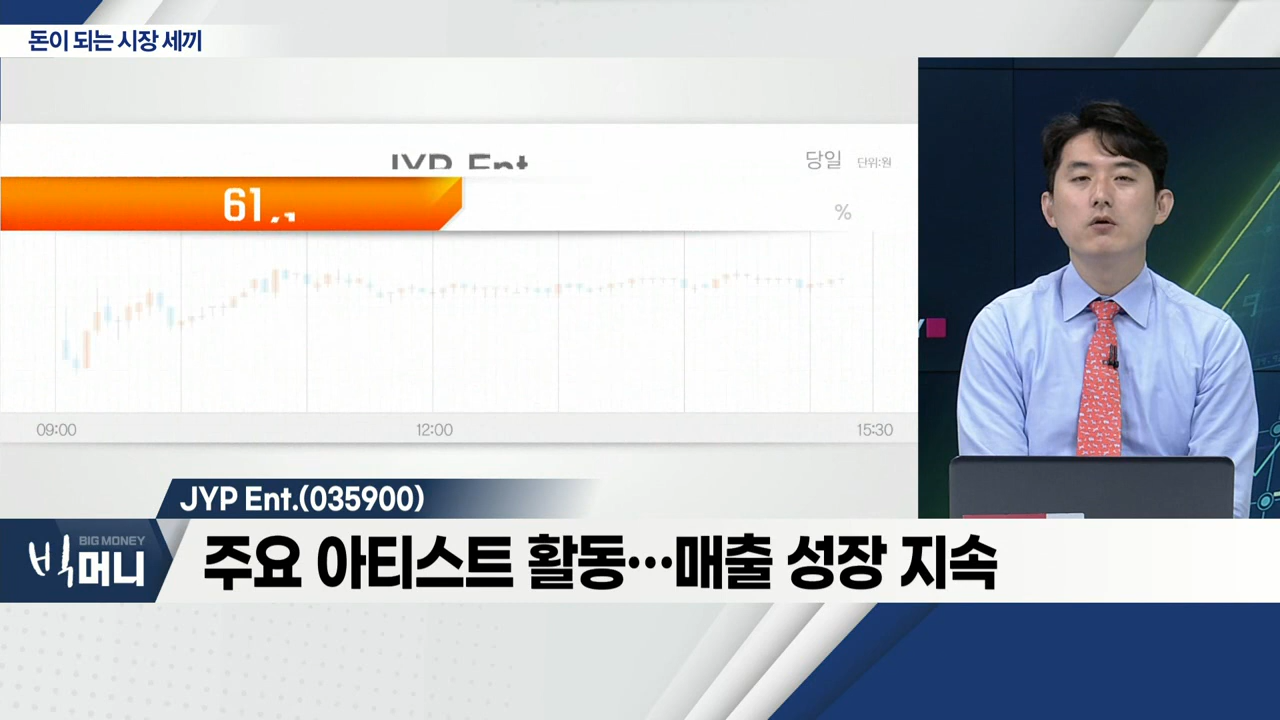 돈이 되는 시장 세끼
JYP Ent.
당일 단위:원
%
09:00 12:00 15:30
JYP Ent.(035900)
BIG MONEY
빅머니
주요 아티스트 활동…매출 성장 지속